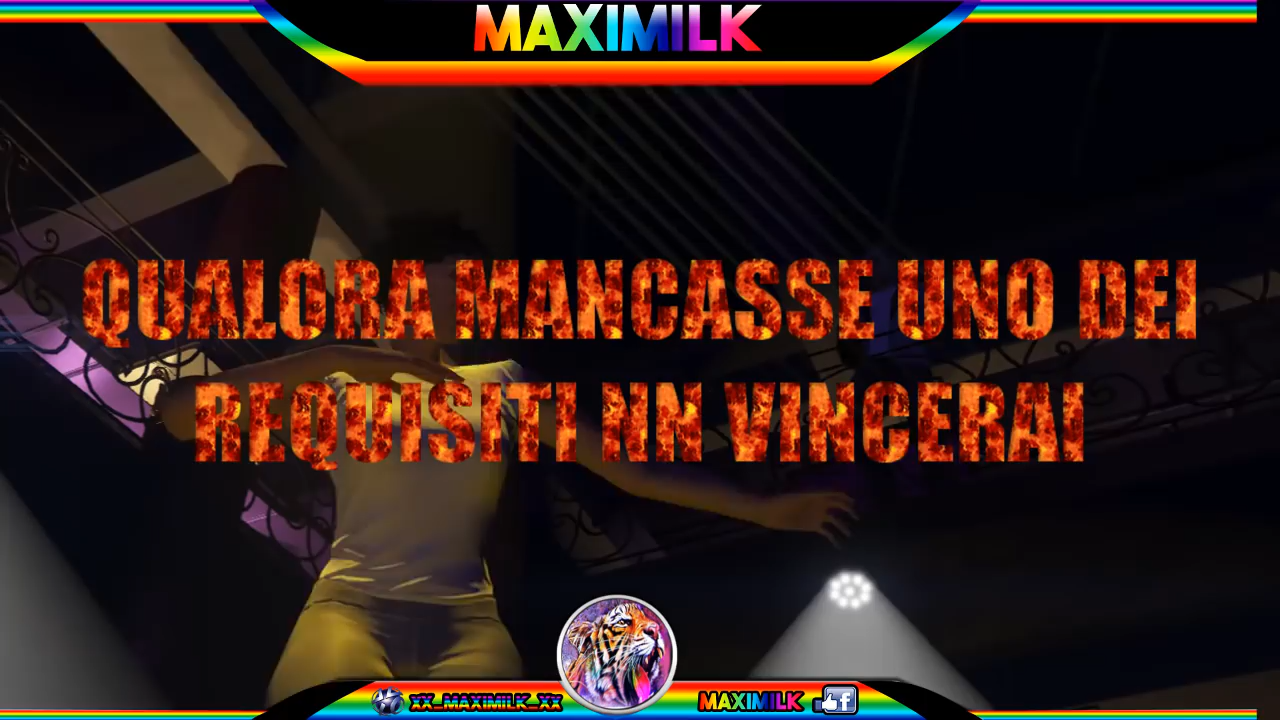 MAXIMILK
QUALORA MANCASSE UNO DEI
REQUISITI NN VINCERAI
xX_MAXIMILK_Xx
MAXIMILK f